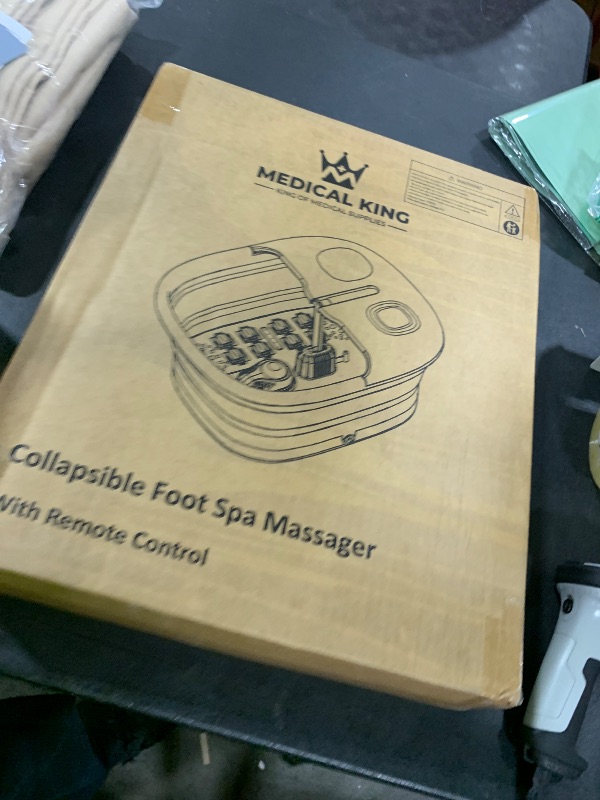 MEDICAL KING
KING OF MEDICAL SUPPLIES
WARNING
Collapsible Foot Spa Massager
With Remote Control